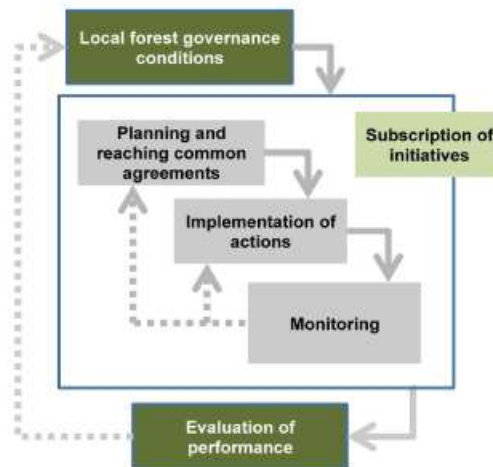 Local forest governance
conditions
Planning and
reaching common
agreements
Subscription of
initiatives
Implementation of
actions
Monitoring
Evaluation of
performance